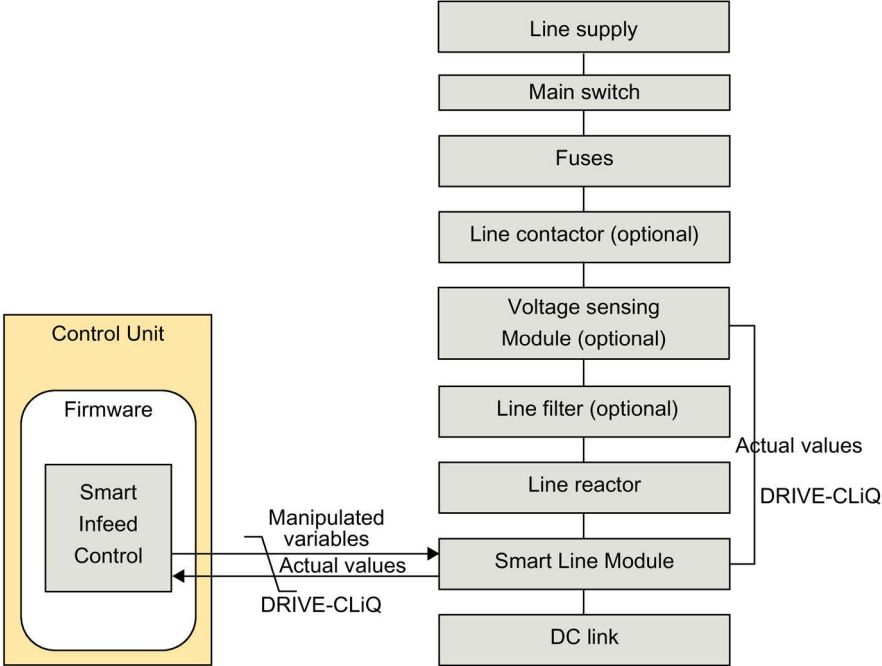 Line supply
Main switch
Fuses
Line contactor (optional)
Voltage sensing
Module (optional)
Line filter (optional)
Line reactor
Smart Line Module
DC link
Actual values
DRIVE-CLiQ
Control Unit
Firmware
Smart
Infeed
Control
Manipulated
variables
Actual values
DRIVE-CLiQ